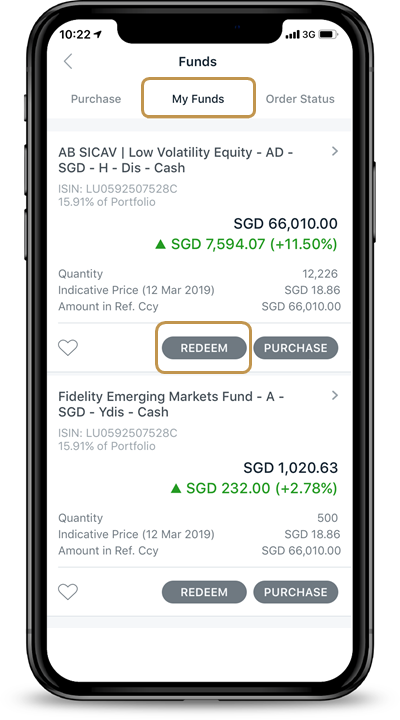 10:22 3G
Funds
Purchase My Funds Order Status
AB SICAV | Low Volatility Equity - AD -
SGD - H - Dis - Cash
ISIN: LU0592507528C
15.91% of Portfolio
SGD 66,010.00
▲ SGD 7,594.07 (+11.50%)
Quantity 12,226
Indicative Price (12 Mar 2019) SGD 18.86
Amount in Ref. Ccy SGD 66,010.00
REDEEM PURCHASE
Fidelity Emerging Markets Fund - A -
SGD - Ydis - Cash
ISIN: LU0592507528C
15.91% of Portfolio
SGD 1,020.63
▲ SGD 232.00 (+2.78%)
Quantity 500
Indicative Price (12 Mar 2019) SGD 18.86
Amount in Ref. Ccy SGD 66,010.00
REDEEM PURCHASE